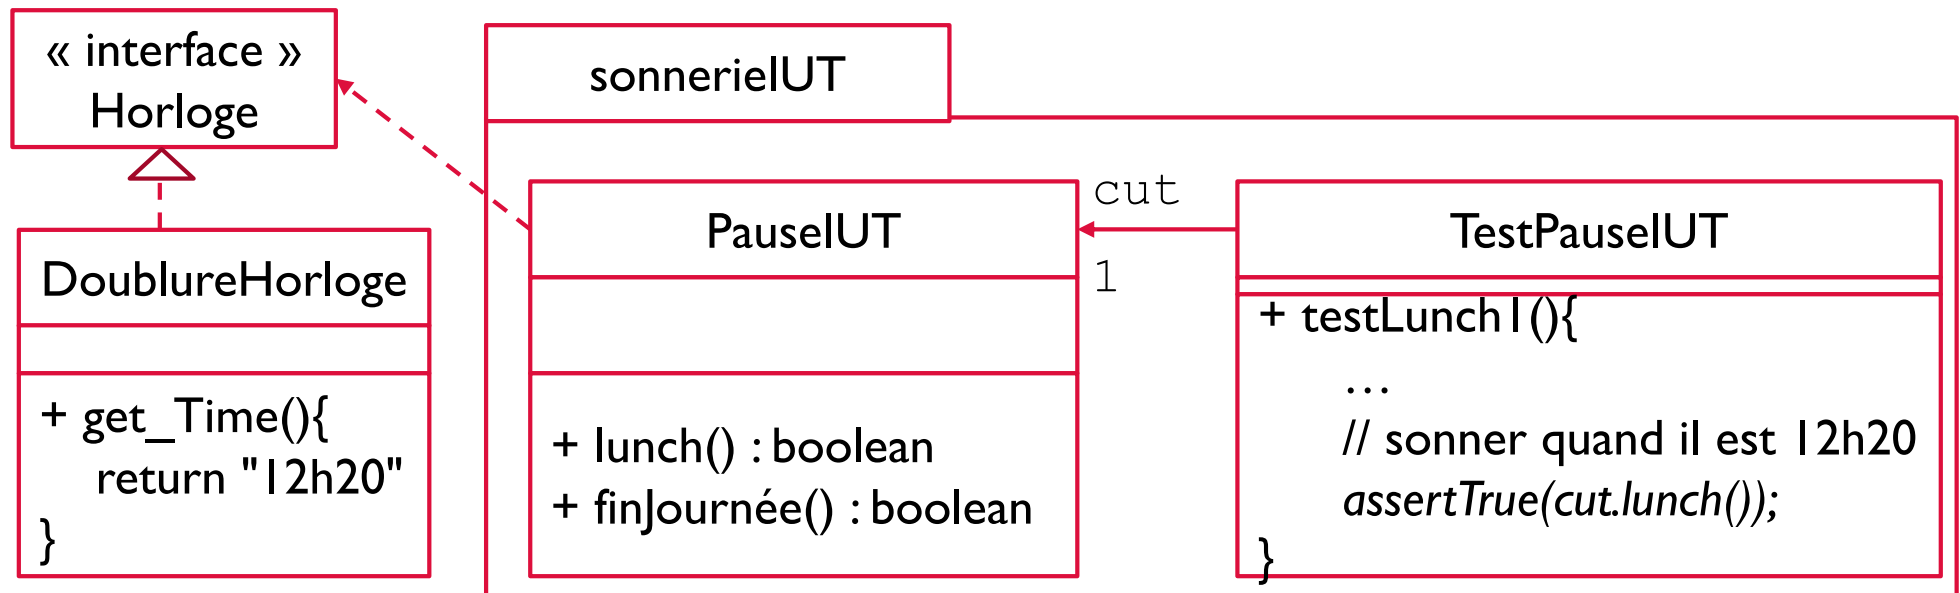 « interface »
Horloge
sonnerieIUT
DoublureHorloge
+ get_Time(){
return "12h20"
}
PauseIUT
+ lunch() : boolean
+ finJournée() : boolean
cut
1
TestPauseIUT
+ testLunch1(){
…
// sonner quand il est 12h20
assertTrue(cut.lunch());
}